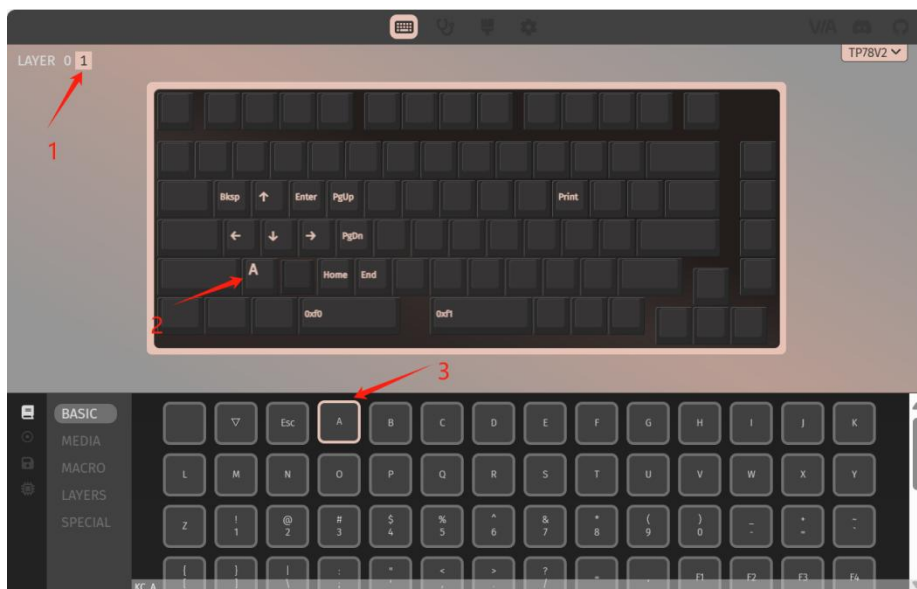 VIA
LAYER 0 1
TP78V2
1
Bksp ↑ Enter PgUp Print
← ↓ → PgDn
A Home End
2
0xf0 0xf1
3
BASIC
▽ Esc A B C D E F G H I J K
MEDIA
MACRO
L M N O P Q R S T U V W X Y
LAYERS
SPECIAL
! @ # $ % ^ & * ( ) _ + ~
Z 1 2 3 4 5 6 7 8 9 0 - = `
{ } | : " < > ?
F1 F2 F3 F4
KC_A